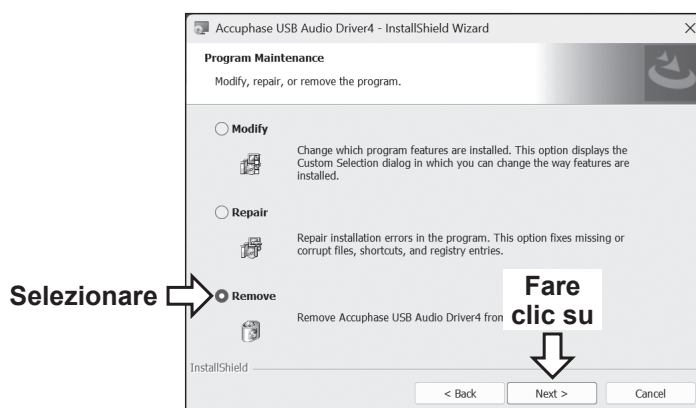 Accuphase USB Audio Driver4 - InstallShield Wizard
Program Maintenance
Modify, repair, or remove the program.
Modify
Change which program features are installed. This option displays the
Custom Selection dialog in which you can change the way features are
installed.
Repair
Repair installation errors in the program. This option fixes missing or
corrupt files, shortcuts, and registry entries.
Selezionare
Remove
Remove Accuphase USB Audio Driver4 from
Fare
clic su
InstallShield
< Back
Next >
Cancel